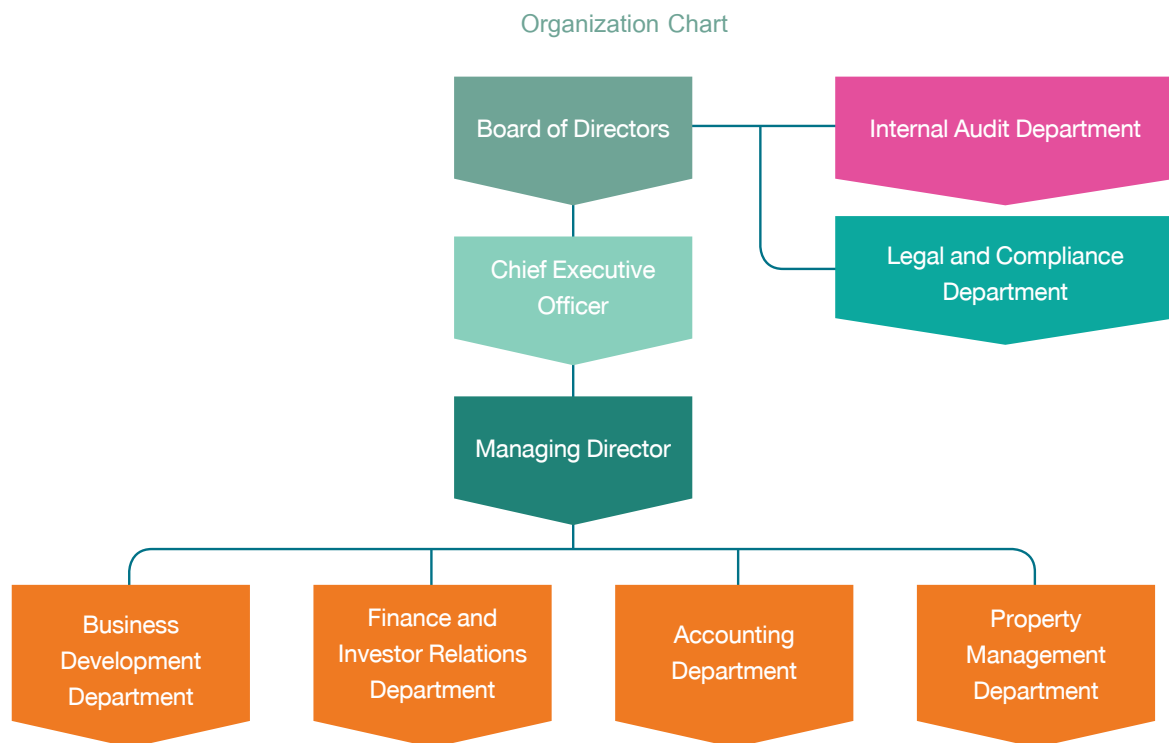 Organization Chart
Board of Directors
Internal Audit Department
Chief Executive
Officer
Legal and Compliance
Department
Managing Director
Business
Development
Department
Finance and
Investor Relations
Department
Accounting
Department
Property
Management
Department